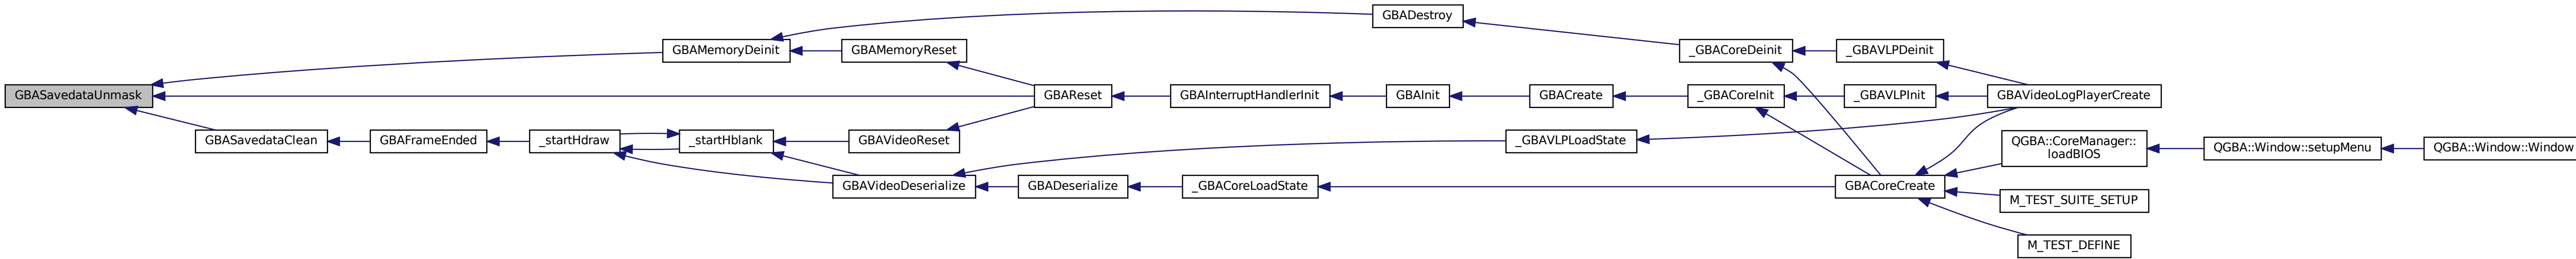 GBASavedataUnmask
GBAMemoryDeinit
GBAMemoryReset
GBADestroy
_GBACoreDeinit
_GBAVLPDeinit
GBAReset
GBAInterruptHandlerInit
GBAInit
GBACreate
_GBACoreInit
_GBAVLPInit
GBAVideoLogPlayerCreate
GBASavedataClean
GBAFrameEnded
_startHdraw
_startHblank
GBAVideoReset
_GBAVLPLoadState
QGBA::CoreManager::
loadBIOS
QGBA::Window::setupMenu
QGBA::Window::Window
GBAVideoDeserialize
GBADeserialize
_GBACoreLoadState
GBACoreCreate
M_TEST_SUITE_SETUP
M_TEST_DEFINE